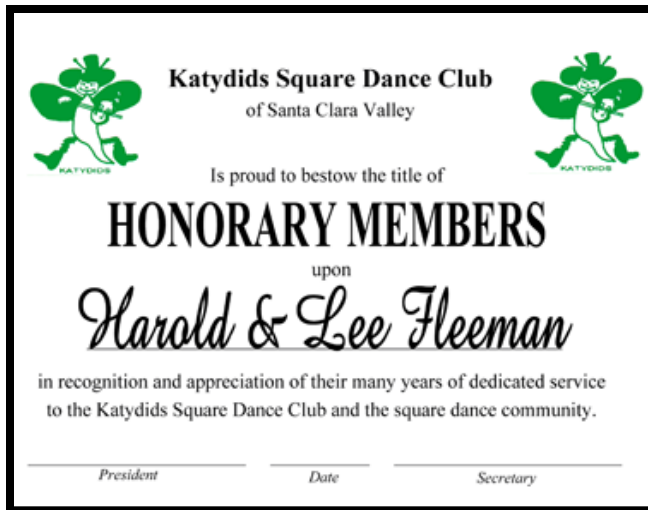 Katydids Square Dance Club
of Santa Clara Valley
KATYDIDS
KATYDIDS
Is proud to bestow the title of
HONORARY MEMBERS
upon
Harold & Lee Fleeman
in recognition and appreciation of their many years of dedicated service
to the Katydids Square Dance Club and the square dance community.
President
Date
Secretary